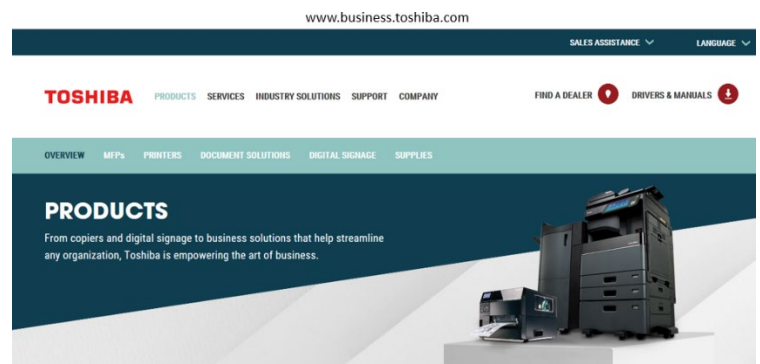 www.business.toshiba.com
SALES ASSISTANCE LANGUAGE
TOSHIBA PRODUCTS SERVICES INDUSTRY SOLUTIONS SUPPORT COMPANY FIND A DEALER DRIVERS & MANUALS
OVERVIEW MFPs PRINTERS DOCUMENT SOLUTIONS DIGITAL SIGNAGE SUPPLIES
PRODUCTS
From copiers and digital signage to business solutions that help streamline
any organization, Toshiba is empowering the art of business.